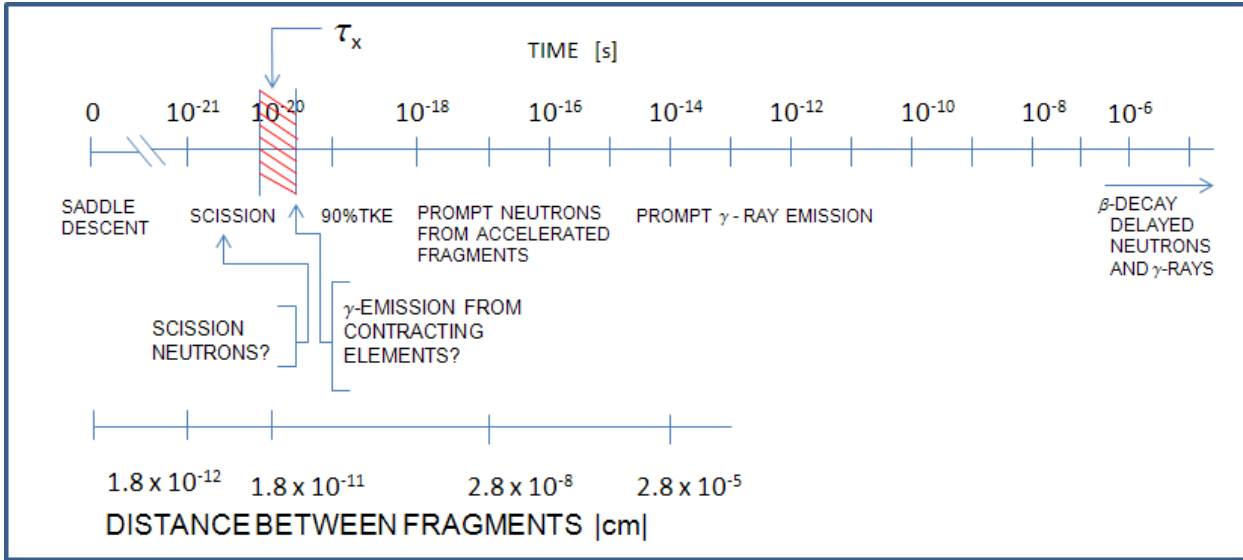 τx
TIME [s]
0 10⁻²¹ 10⁻²⁰ 10⁻¹⁸ 10⁻¹⁶ 10⁻¹⁴ 10⁻¹² 10⁻¹⁰ 10⁻⁸ 10⁻⁶
SADDLE
DESCENT
SCISSION
90%TKE
PROMPT NEUTRONS
FROM ACCELERATED
FRAGMENTS
PROMPT γ - RAY EMISSION
β-DECAY
DELAYED
NEUTRONS
AND γ-RAYS
SCISSION
NEUTRONS?
γ-EMISSION FROM
CONTRACTING
ELEMENTS?
1.8 x 10⁻¹² 1.8 x 10⁻¹¹ 2.8 x 10⁻⁸ 2.8 x 10⁻⁵
DISTANCE BETWEEN FRAGMENTS |cm|